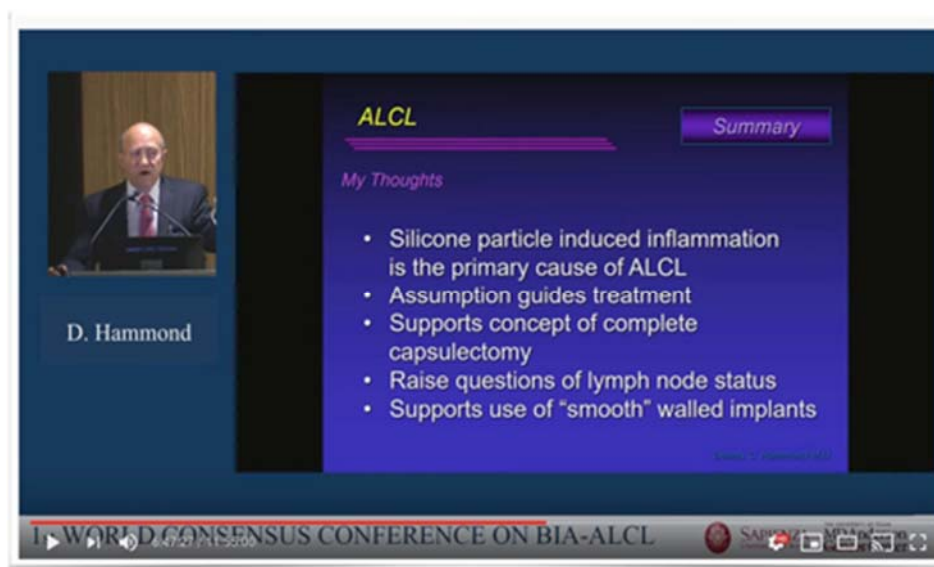 ALCL
Summary
My Thoughts
• Silicone particle induced inflammation
is the primary cause of ALCL
• Assumption guides treatment
• Supports concept of complete
capsulectomy
• Raise questions of lymph node status
• Supports use of “smooth” walled implants
D. Hammond
WORLD CONSENSUS CONFERENCE ON BIA-ALCL